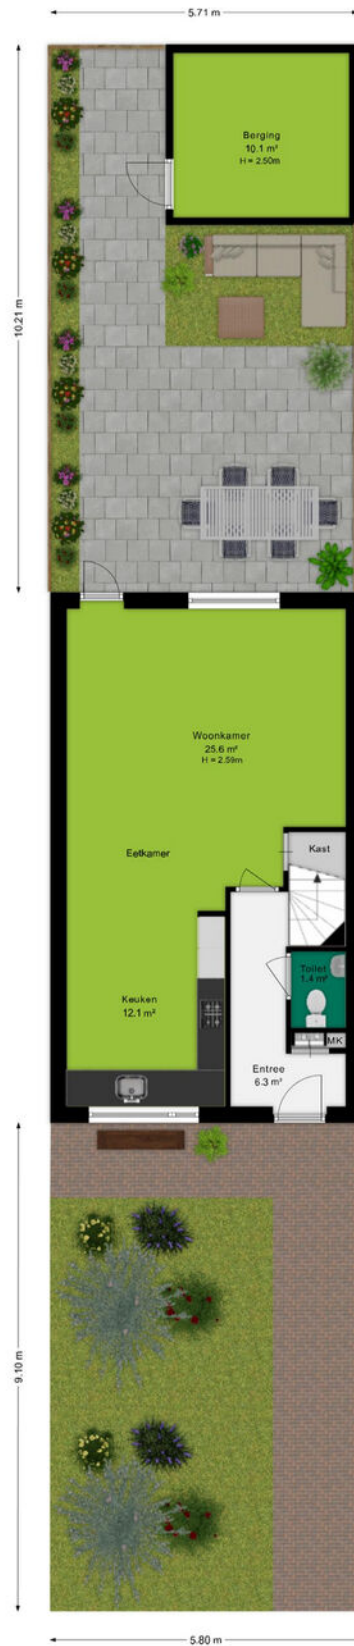 5.71 m
10.21 m
Berging
10.1 m²
H = 2.50m
Woonkamer
25.6 m²
H = 2.59m
Kast
Eetkamer
Toilet
1.4 m²
Keuken
12.1 m²
MK
Entree
6.3 m²
9.10 m
5.80 m